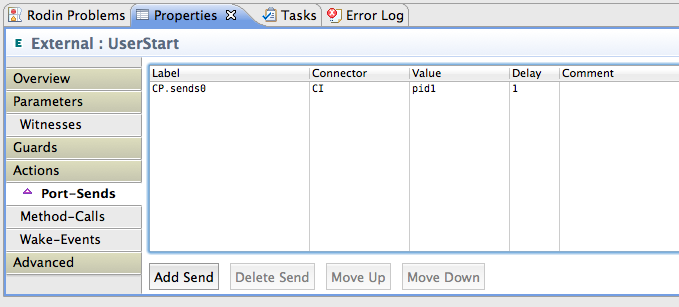 Rodin Problems Properties Tasks Error Log
E External : UserStart
Overview
Parameters
Witnesses
Guards
Actions
Port-Sends
Method-Calls
Wake-Events
Advanced
Label Connector Value Delay Comment
CP.sends0 CI pid1 1
Add Send Delete Send Move Up Move Down